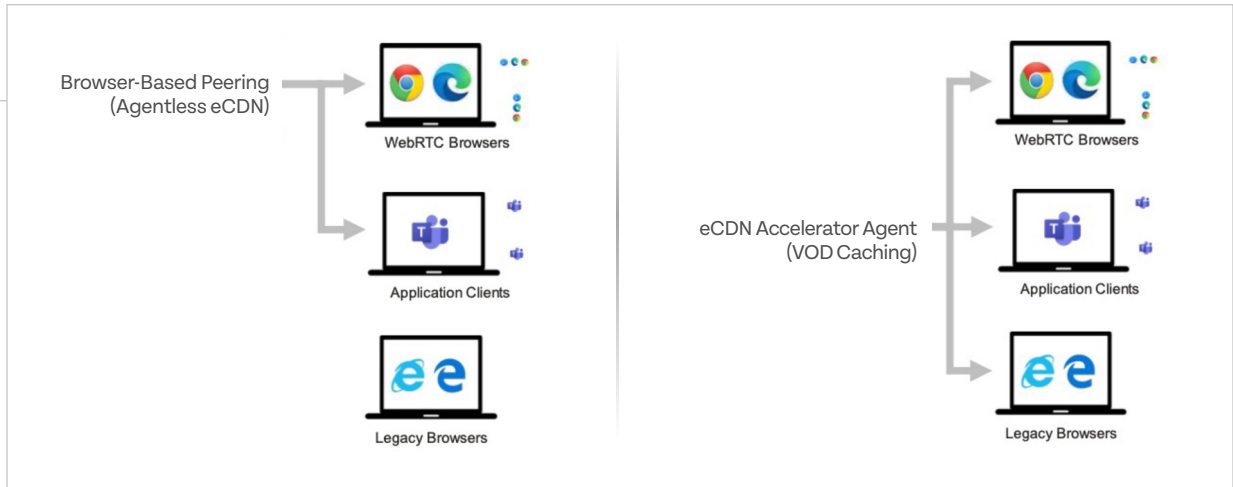 Browser-Based Peering
(Agentless eCDN)
WebRTC Browsers
T
Application Clients
Legacy Browsers
eCDN Accelerator Agent
(VOD Caching)
WebRTC Browsers
T
Application Clients
Legacy Browsers